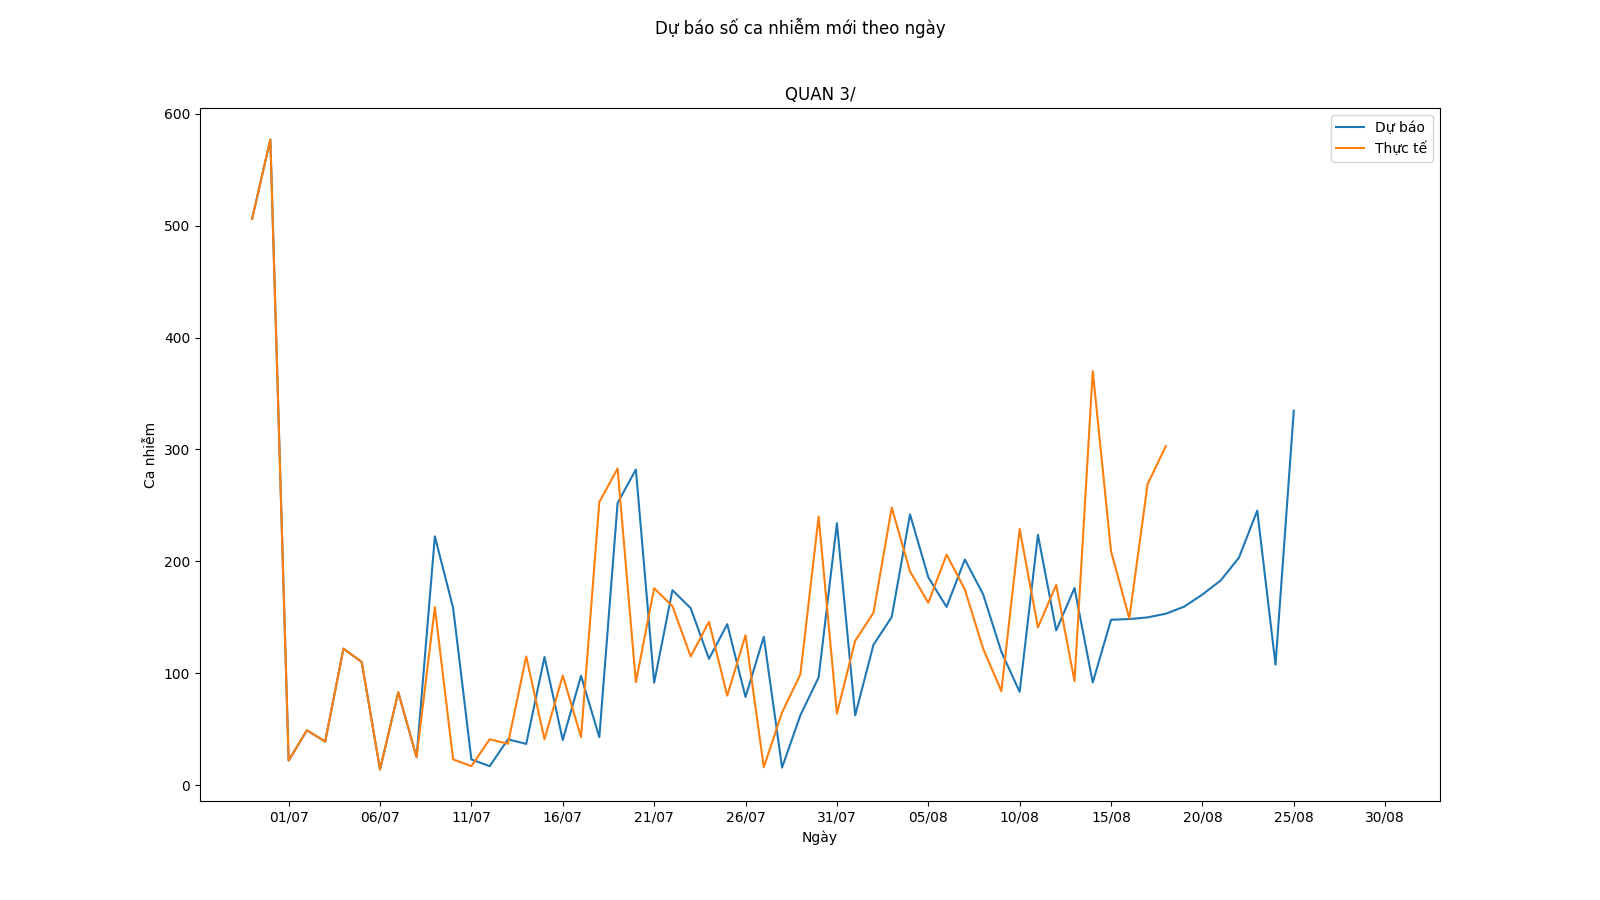 Dự báo số ca nhiễm mới theo ngày
QUAN 3/
Dự báo
Thực tế
600
500
400
300
200
100
0
Ca nhiễm
01/07 06/07 11/07 16/07 21/07 26/07 31/07 05/08 10/08 15/08 20/08 25/08 30/08
Ngày